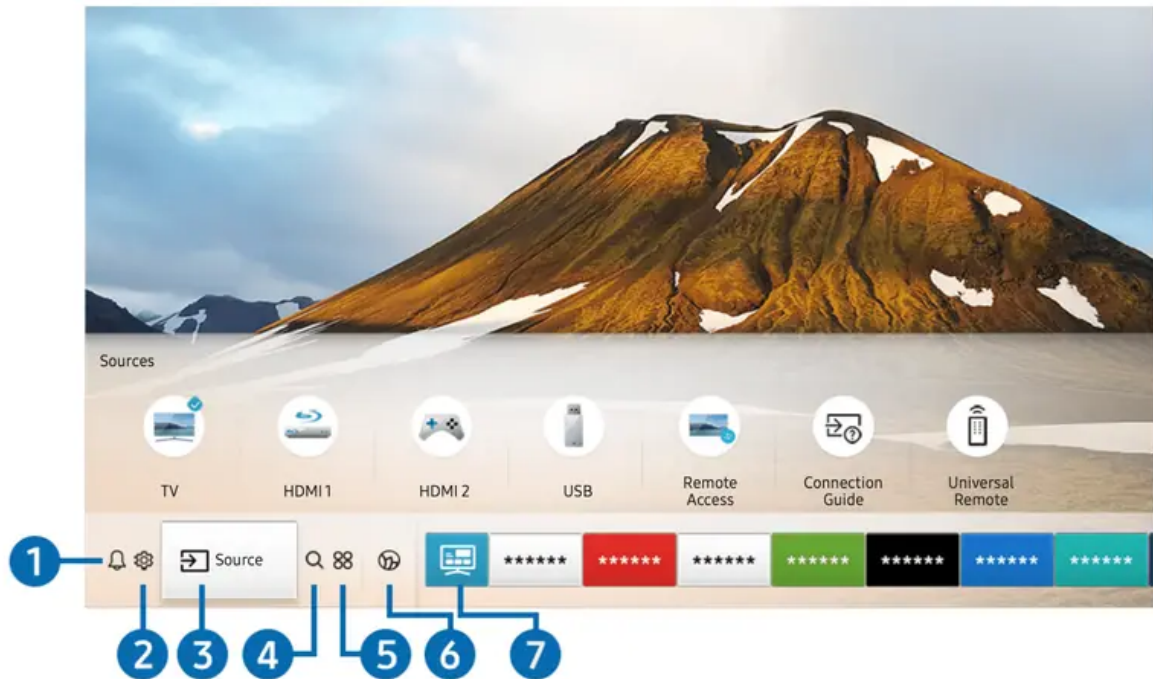 Sources
TV
HDMI 1
HDMI 2
USB
Remote
Access
Connection
Guide
Universal
Remote
1
Source
******
******
******
******
******
******
******
2
3
4
5
6
7